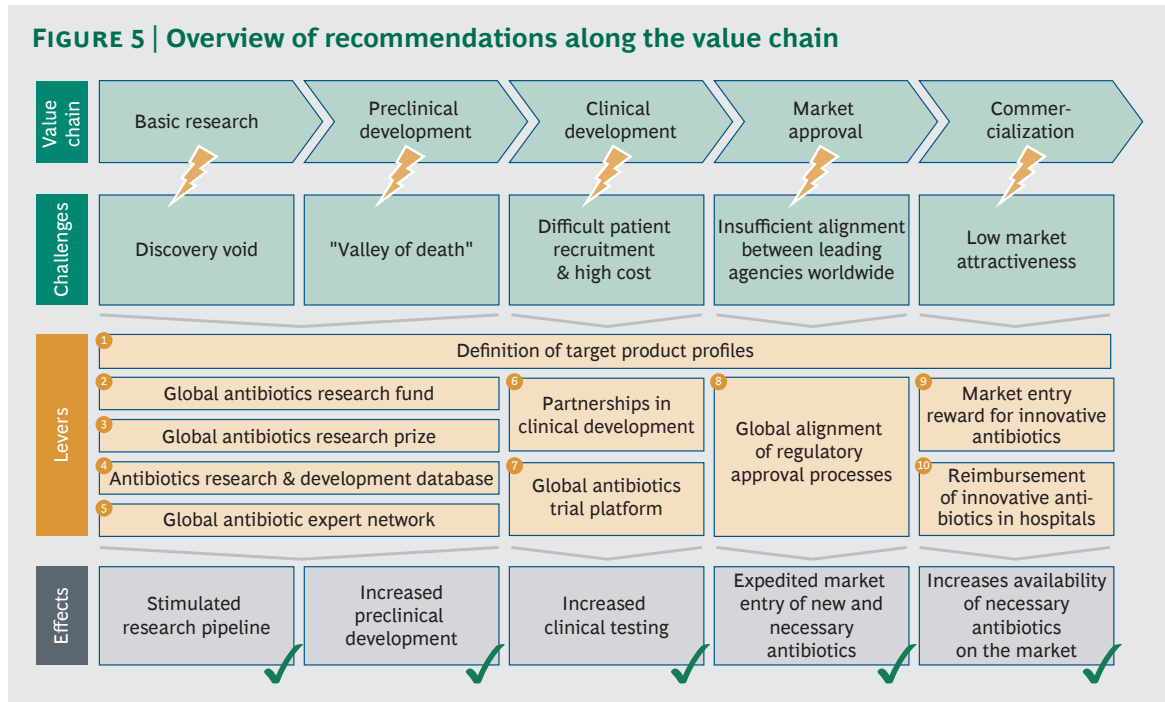 FIGURE 5 | Overview of recommendations along the value chain
Value
chain
Basic research
Preclinical
development
Clinical
development
Market
approval
Commer-
cialization
Challenges
Discovery void
"Valley of death"
Difficult patient
recruitment
& high cost
Insufficient alignment
between leading
agencies worldwide
Low market
attractiveness
Levers
1
Definition of target product profiles
2
Global antibiotics research fund
3
Global antibiotics research prize
4
Antibiotics research & development database
5
Global antibiotic expert network
6
Partnerships in
clinical development
7
Global antibiotics
trial platform
8
Global alignment
of regulatory
approval processes
9
Market entry
reward for innovative
antibiotics
10
Reimbursement
of innovative anti-
biotics in hospitals
Effects
Stimulated
research pipeline
Increased
preclinical
development
Increased
clinical testing
Expedited market
entry of new and
necessary
antibiotics
Increases availability
of necessary
antibiotics
on the market